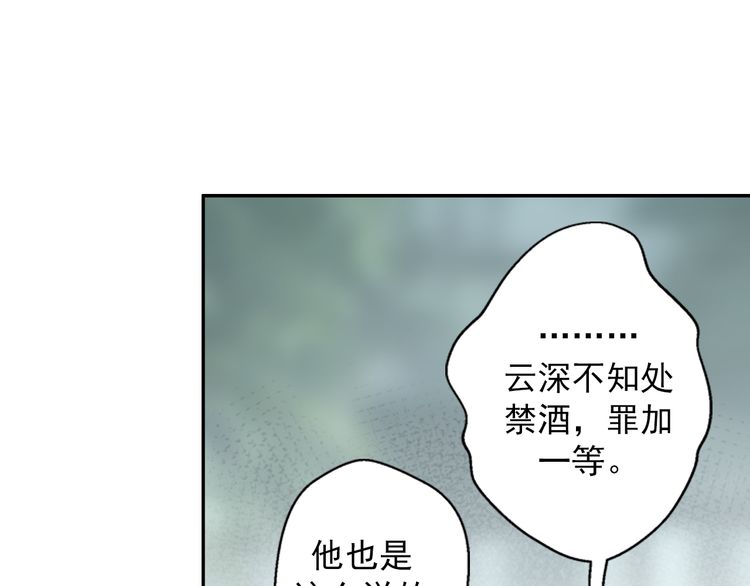 ………
云深不知处
禁酒，罪加
一等。
他也是